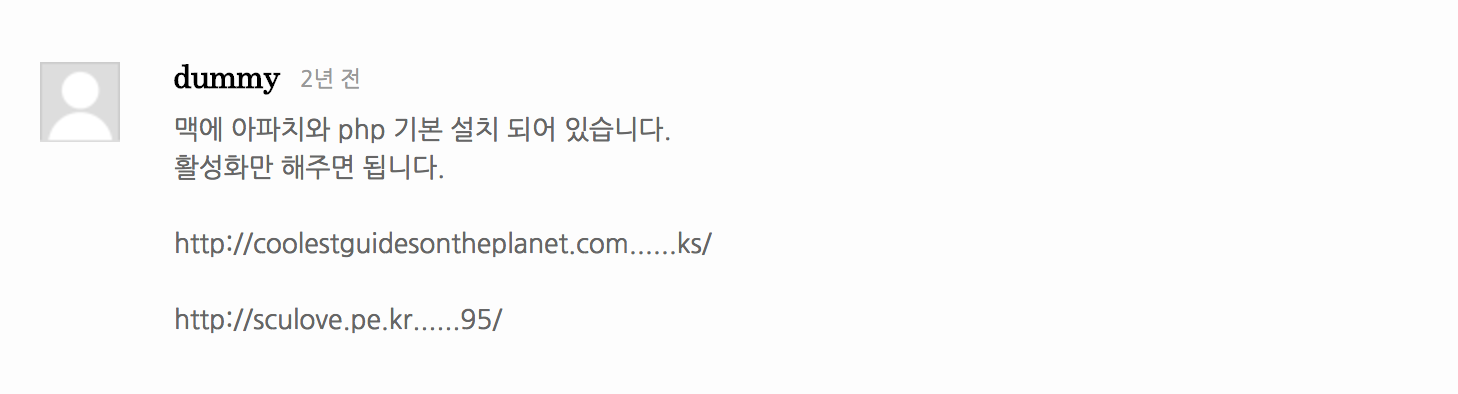 dummy 2년 전
맥에 아파치와 php 기본 설치 되어 있습니다.
활성화만 해주면 됩니다.
http://coolestguidesontheplanet.com......ks/
http://sculove.pe.kr......95/